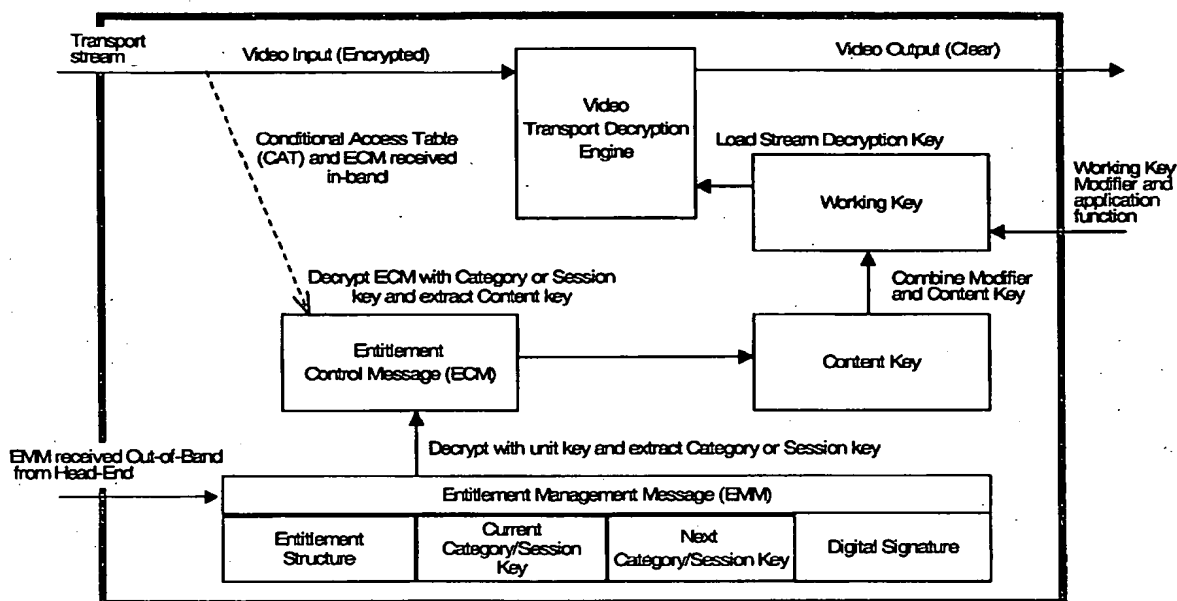 Transport
stream
Video Input (Encrypted)
Video Output (Clear)
Video
Transport Decryption
Engine
Conditional Access Table
(CAT) and ECM received
in-band
Load Stream Decryption Key
Working Key
Working Key
Modifier and
application
function
Decrypt ECM with Category or Session
key and extract Content key
Combine Modifier
and Content Key
Entitlement
Control Message (ECM)
Content Key
Decrypt with unit key and extract Category or Session key
EMM received Out-of-Band
from Head-End
Entitlement Management Message (EMM)
Entitlement
Structure
Current
Category/Session
Key
Next
Category/Session Key
Digital Signature